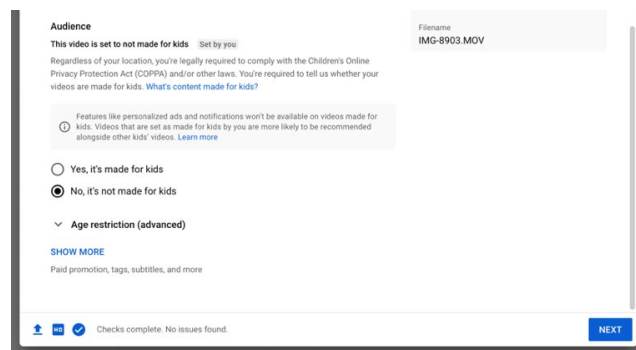 Audience
This video is set to not made for kids Set by you
Regardless of your location, you're legally required to comply with the Children's Online
Privacy Protection Act (COPPA) and/or other laws. You're required to tell us whether your
videos are made for kids. What's content made for kids?
Features like personalized ads and notifications won't be available on videos made for
kids. Videos that are set as made for kids by you are more likely to be recommended
alongside other kids' videos. Learn more
Yes, it's made for kids
No, it's not made for kids
Age restriction (advanced)
SHOW MORE
Paid promotion, tags, subtitles, and more
Filename
IMG-8903.MOV
HD Checks complete. No issues found.
NEXT